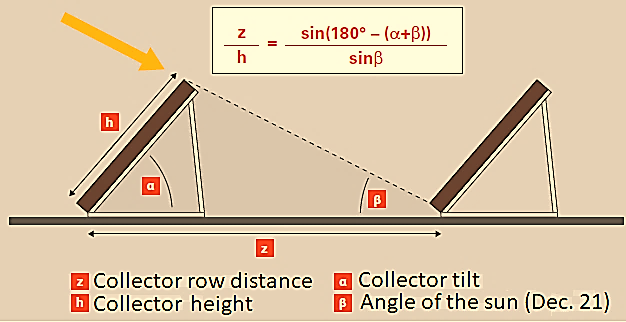 z / h = sin(180° – (α+β)) / sinβ
h
α
β
z
z Collector row distance
α Collector tilt
h Collector height
β Angle of the sun (Dec. 21)